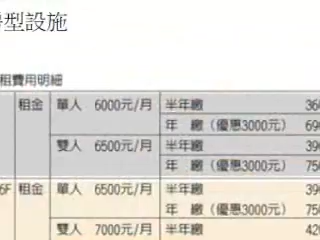 型設施
租費用明細
租金 單人 6000元/月 半年繳
年 繳（優惠3000元）
雙人 6500元/月 半年繳
年 繳（優惠3000元）
6F 租金 單人 6500元/月 半年繳
年 繳（優惠3000元）
雙人 7000元/月 半年繳